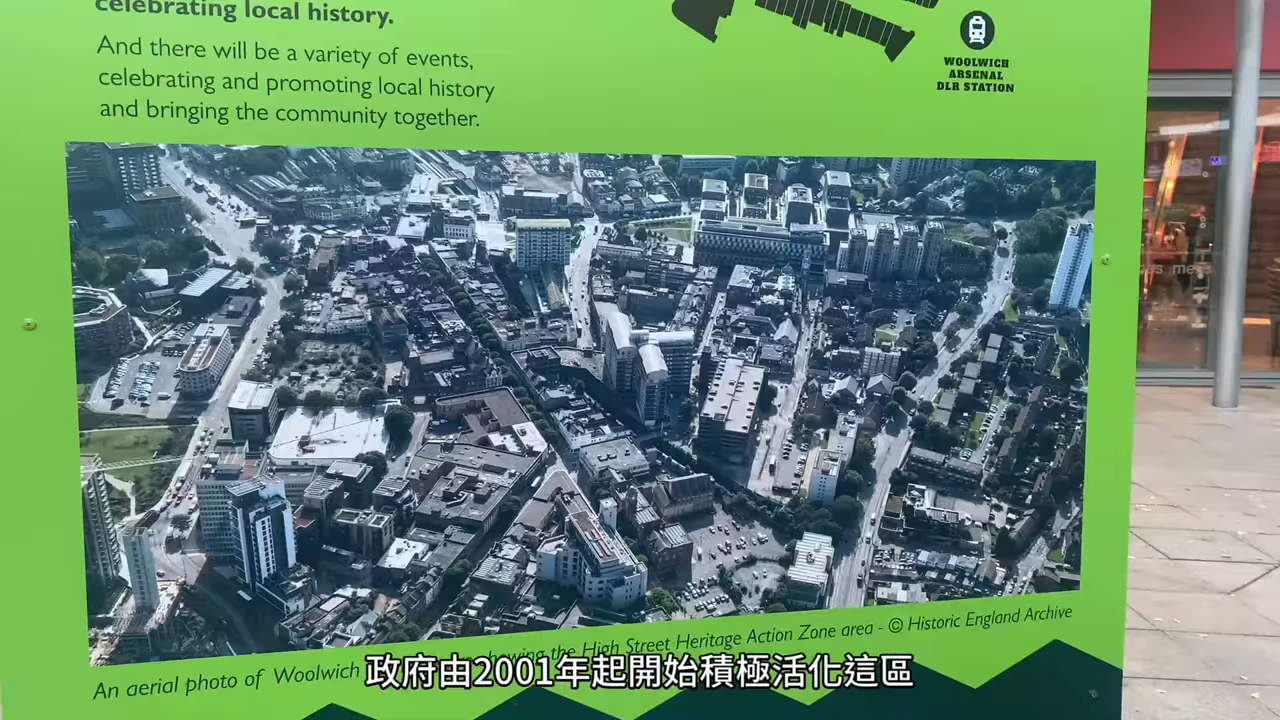 celebrating local history.
And there will be a variety of events,
celebrating and promoting local history
and bringing the community together.
WOOLWICH
ARSENAL
DLR STATION
An aerial photo of Woolwich showing the High Street Heritage Action Zone area - © Historic England Archive
政府由2001年起開始積極活化這區